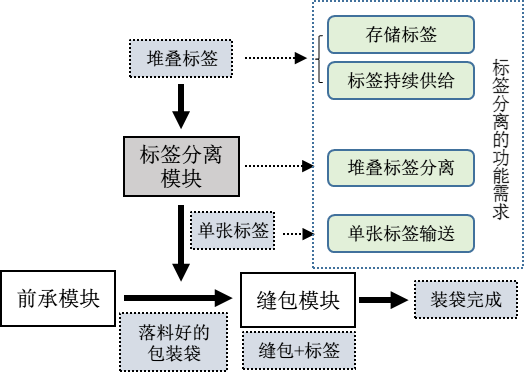 堆叠标签
存储标签
标签持续供给
标签分离
模块
堆叠标签分离
单张标签
单张标签输送
标签分离的功能需求
前承模块
落料好的
包装袋
缝包模块
缝包+标签
装袋完成